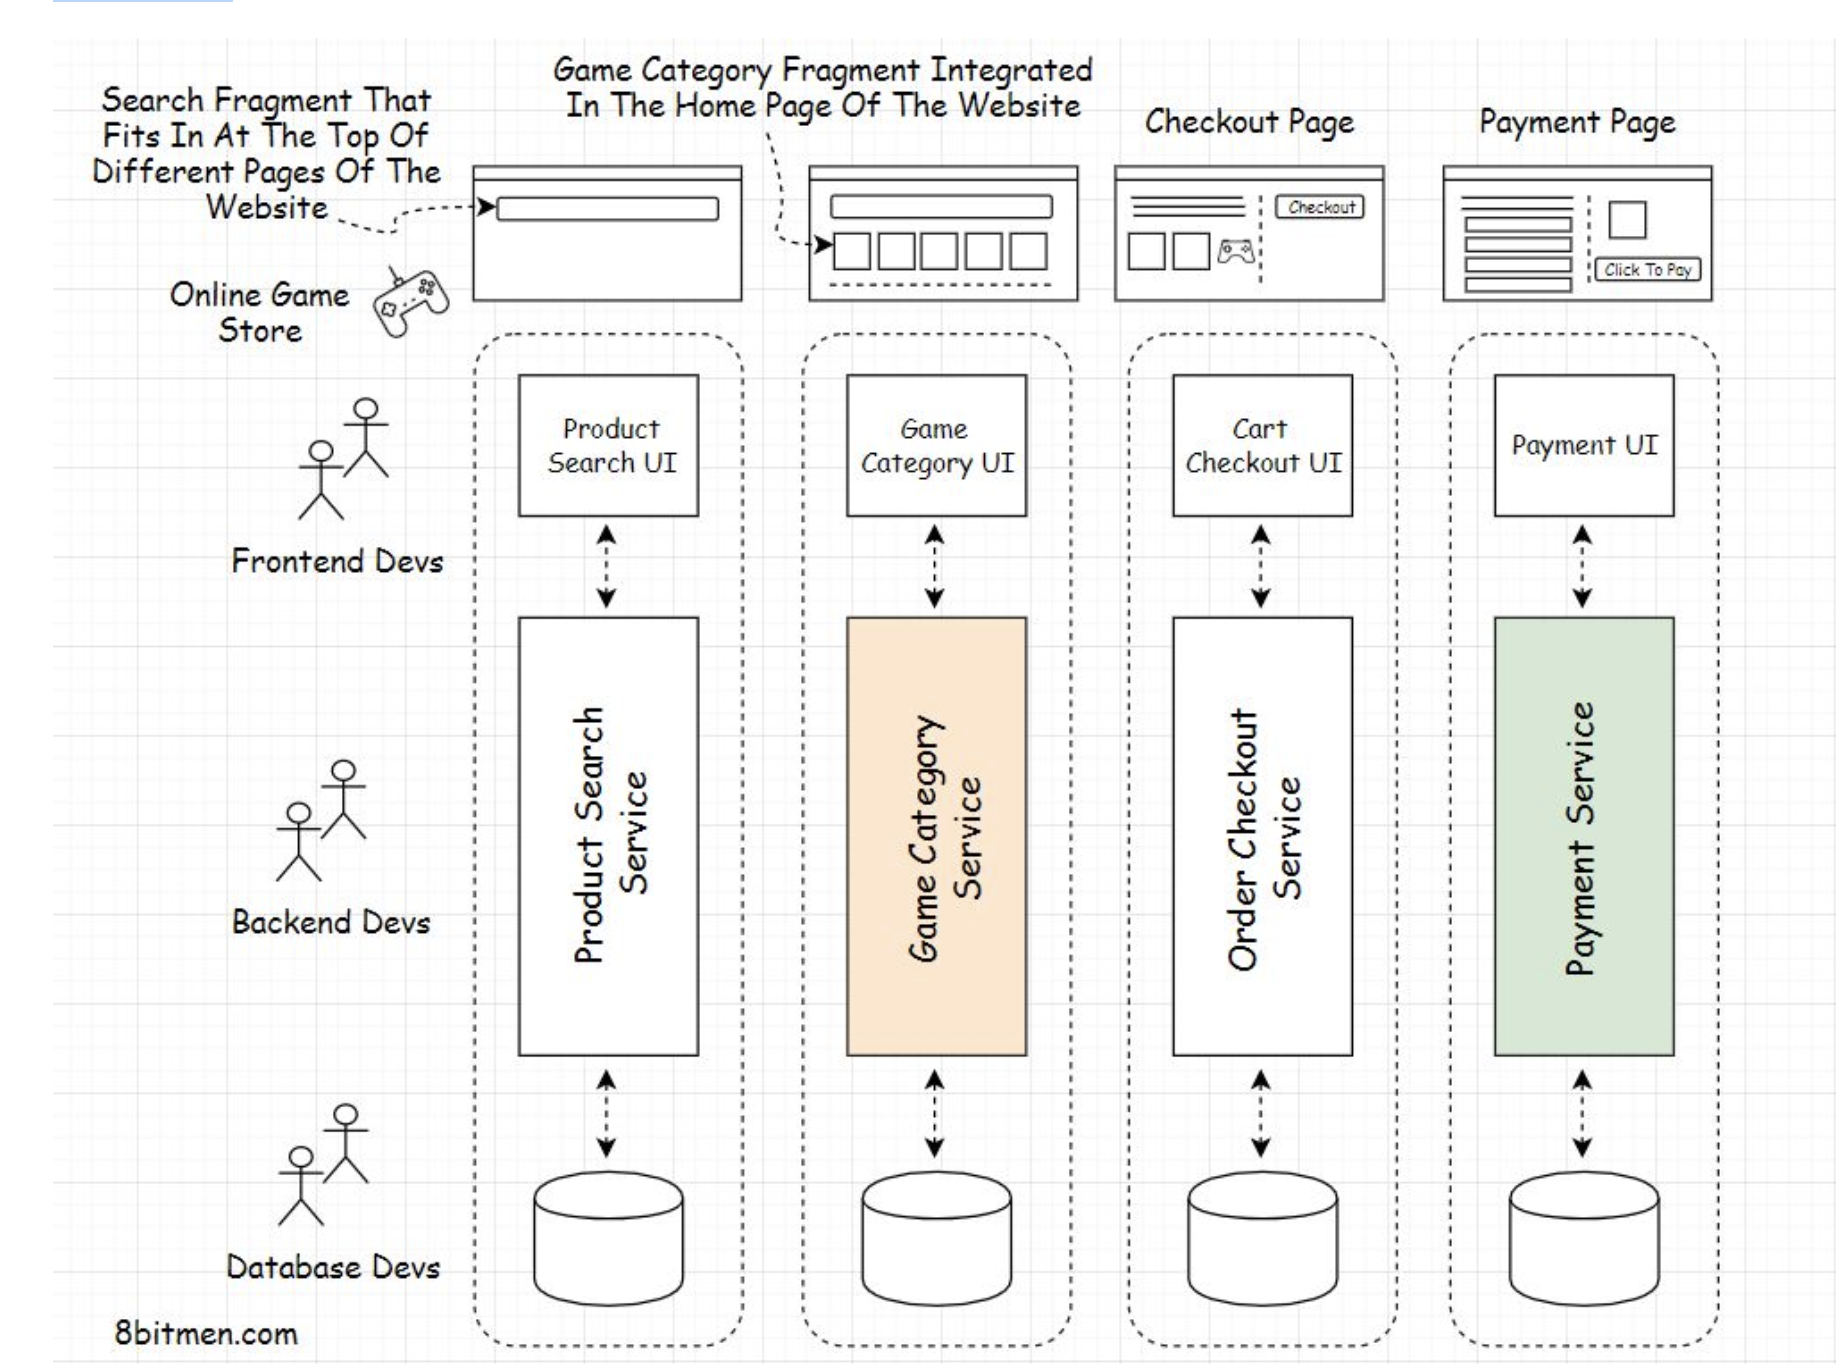 Search Fragment That
Fits In At The Top Of
Different Pages Of The
Website
Game Category Fragment Integrated
In The Home Page Of The Website
Checkout Page
Payment Page
Checkout
Click To Pay
Online Game
Store
Product
Search UI
Game
Category UI
Cart
Checkout UI
Payment UI
Frontend Devs
Product Search
Service
Game Category
Service
Order Checkout
Service
Payment Service
Backend Devs
Database Devs
8bitmen.com